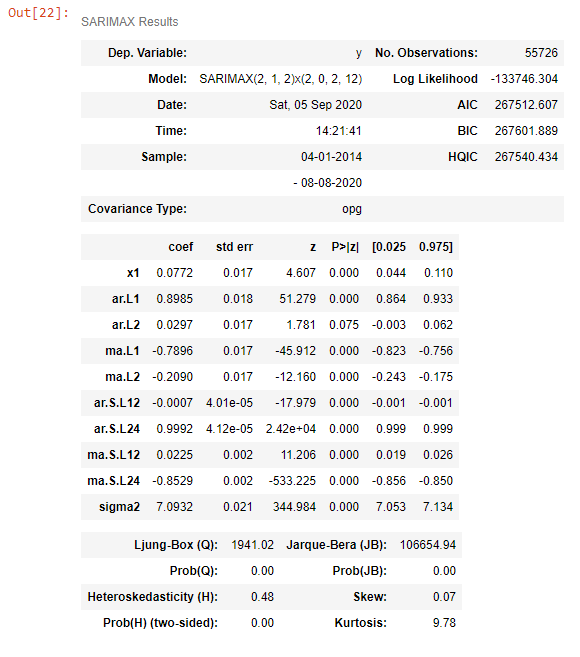 Out[22]:
SARIMAX Results
Dep. Variable: y No. Observations: 55726
Model: SARIMAX(2, 1, 2)x(2, 0, 2, 12) Log Likelihood -133746.304
Date: Sat, 05 Sep 2020 AIC 267512.607
Time: 14:21:41 BIC 267601.889
Sample: 04-01-2014 HQIC 267540.434
- 08-08-2020
Covariance Type: opg
coef std err z P>|z| [0.025 0.975]
x1 0.0772 0.017 4.607 0.000 0.044 0.110
ar.L1 0.8985 0.018 51.279 0.000 0.864 0.933
ar.L2 0.0297 0.017 1.781 0.075 -0.003 0.062
ma.L1 -0.7896 0.017 -45.912 0.000 -0.823 -0.756
ma.L2 -0.2090 0.017 -12.160 0.000 -0.243 -0.175
ar.S.L12 -0.0007 4.01e-05 -17.979 0.000 -0.001 -0.001
ar.S.L24 0.9992 4.12e-05 2.42e+04 0.000 0.999 0.999
ma.S.L12 0.0225 0.002 11.206 0.000 0.019 0.026
ma.S.L24 -0.8529 0.002 -533.225 0.000 -0.856 -0.850
sigma2 7.0932 0.021 344.984 0.000 7.053 7.134
Ljung-Box (Q): 1941.02 Jarque-Bera (JB): 106654.94
Prob(Q): 0.00 Prob(JB): 0.00
Heteroskedasticity (H): 0.48 Skew: 0.07
Prob(H) (two-sided): 0.00 Kurtosis: 9.78